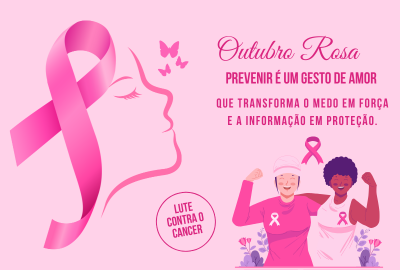 Outubro Rosa
PREVENIR É UM GESTO DE AMOR
QUE TRANSFORMA O MEDO EM FORÇA
E A INFORMAÇÃO EM PROTEÇÃO.
LUTE
CONTRA O
CANCER